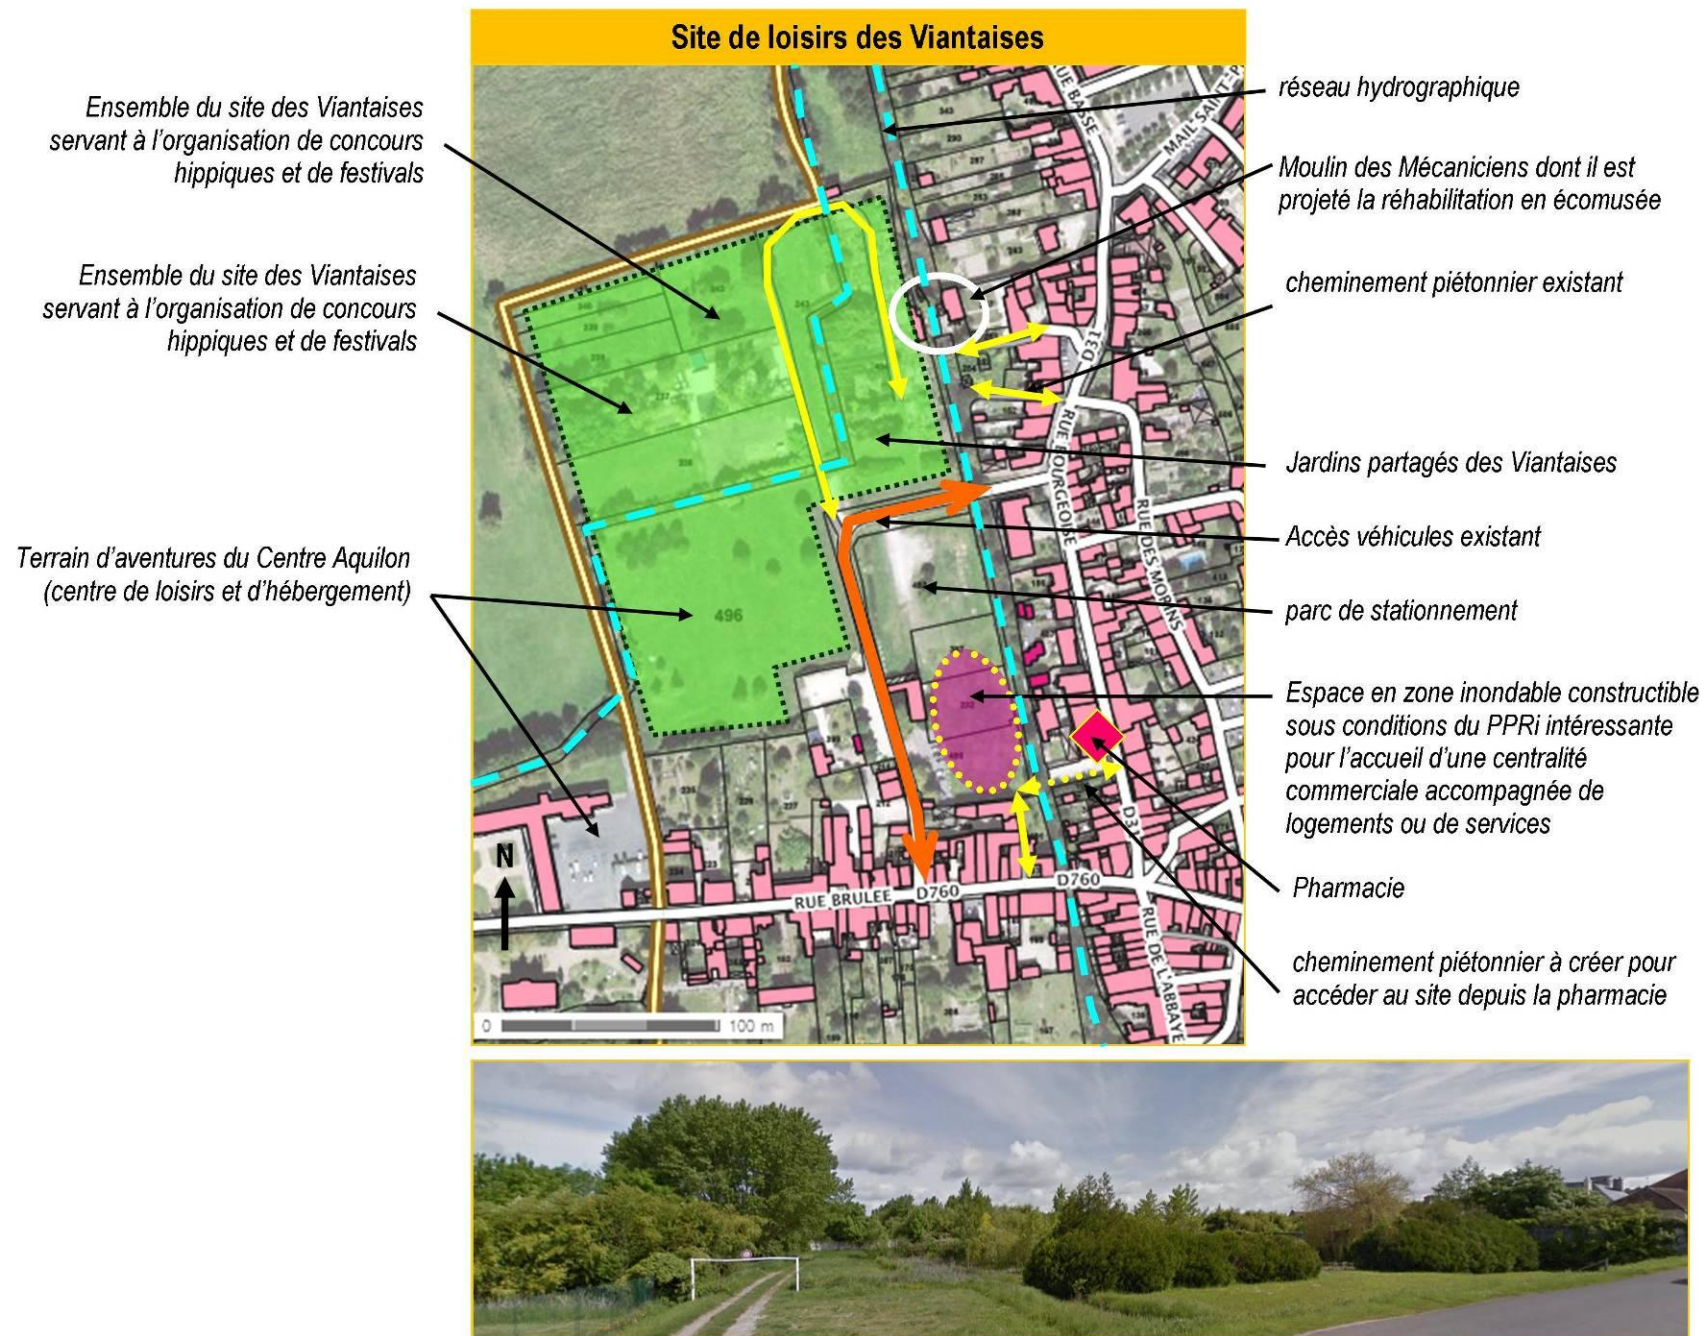 Site de loisirs des Viantaises
Ensemble du site des Viantaises
servant à l'organisation de concours
hippiques et de festivals
Ensemble du site des Viantaises
servant à l'organisation de concours
hippiques et de festivals
Terrain d'aventures du Centre Aquilon
(centre de loisirs et d'hébergement)
réseau hydrographique
Moulin des Mécaniciens dont il est
projeté la réhabilitation en écomusée
cheminement piétonnier existant
Jardins partagés des Viantaises
Accès véhicules existant
parc de stationnement
Espace en zone inondable constructible
sous conditions du PPRi intéressante
pour l'accueil d'une centralité
commerciale accompagnée de
logements ou de services
Pharmacie
cheminement piétonnier à créer pour
accéder au site depuis la pharmacie
RUE BASSE
MAIL SAINT-P
D31
RUE BOURGEOISE
RUE DES MORINS
496
D31
RUE BRULEE
D760
D760
RUE DE L'ABBAYE
N
0
100 m